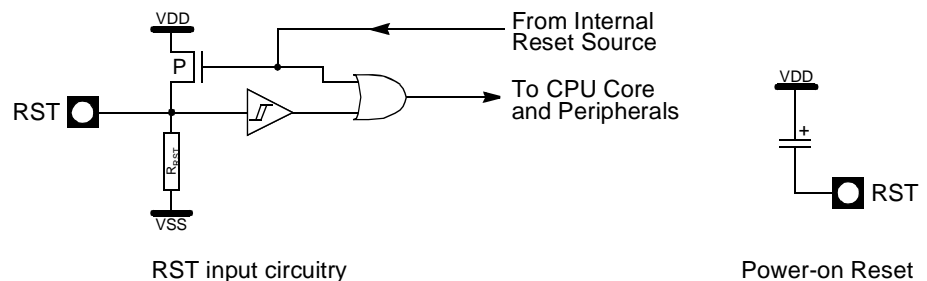 VDD
From Internal
Reset Source
P
To CPU Core
and Peripherals
RST
RRST
VSS
VDD
+
RST
RST input circuitry
Power-on Reset